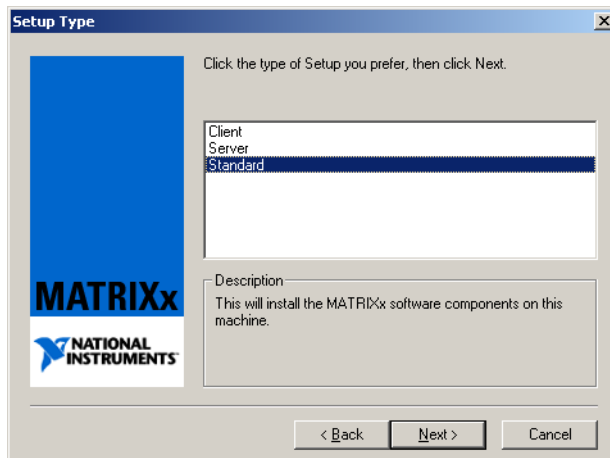 Setup Type
Click the type of Setup you prefer, then click Next.
Client
Server
Standard
Description
This will install the MATRIXx software components on this
machine.
MATRIXx
NATIONAL
INSTRUMENTS™
< Back
Next >
Cancel